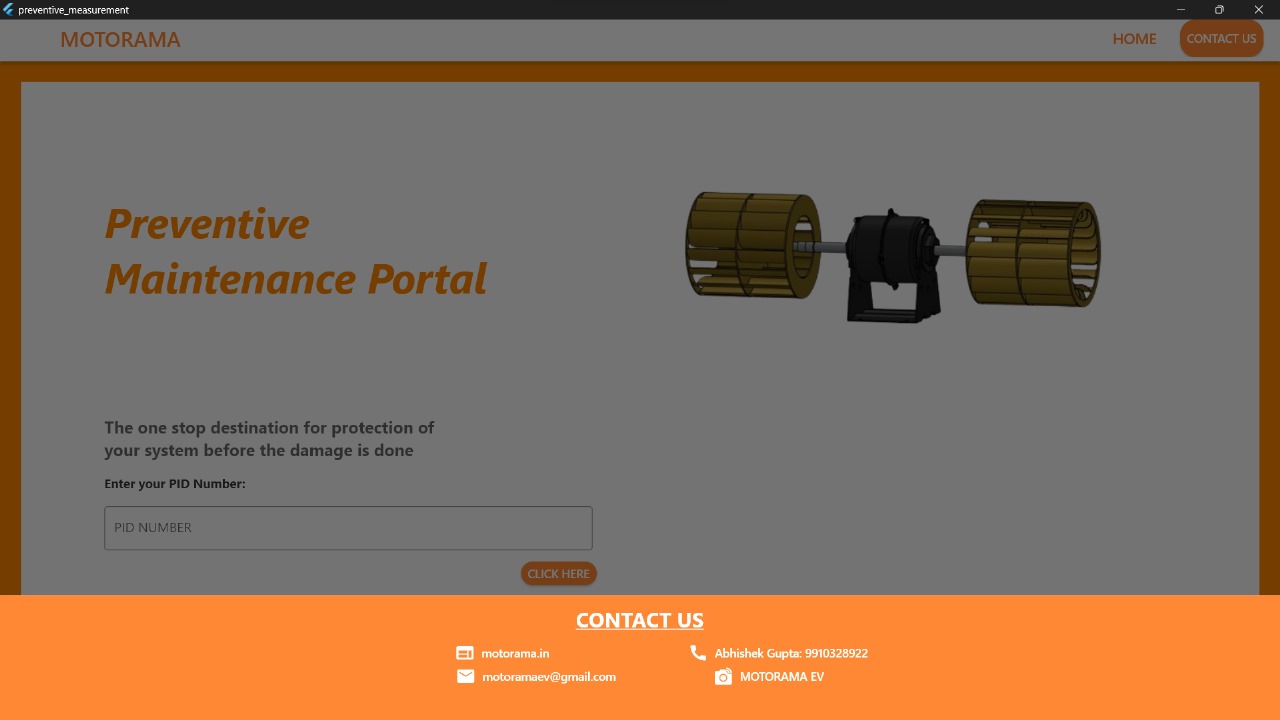 preventive_measurement
MOTORAMA
HOME
CONTACT US
Preventive
Maintenance Portal
The one stop destination for protection of
your system before the damage is done
Enter your PID Number:
PID NUMBER
CLICK HERE
CONTACT US
motorama.in
Abhishek Gupta: 9910328922
motoramaev@gmail.com
MOTORAMA EV